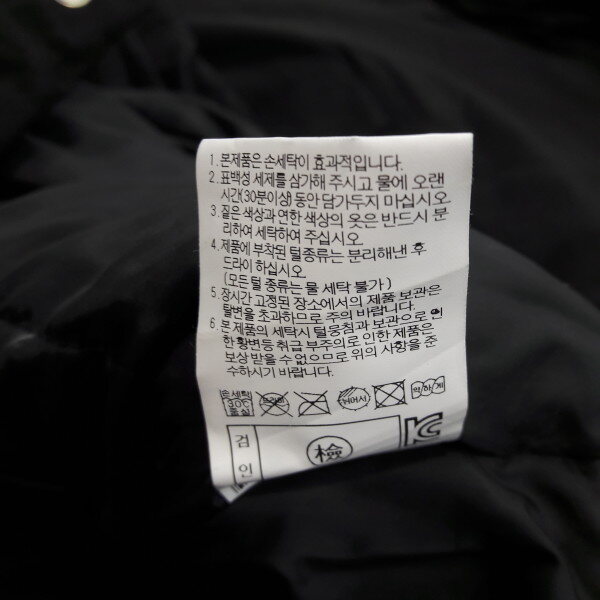 1. 본제품은 손세탁이 효과적입니다.
2. 표백성 세제를 삼가해 주시고 물에 오랜
시간(30분이상) 동안 담가두지 마십시오.
3. 짙은 색상과 연한 색상의 옷은 반드시 분
리하여 세탁하여 주십시오.
4. 제품에 부착된 털종류는 분리해낸 후
드라이 하십시오.
(모든 털 종류는 물 세탁 불가)
5. 장시간 고정된 장소에서의 제품 보관은
탈변을 초과하므로 주의 바랍니다.
6. 본 제품의 세탁시 털뭉침과 보관으로 인
한 황변등 취급 부주의로 인한 제품은
보상 받을 수 없으므로 위의 사항을 준
수하시기 바랍니다.
손세탁 30℃ 중성 뉘어서 약하게
검 인 檢